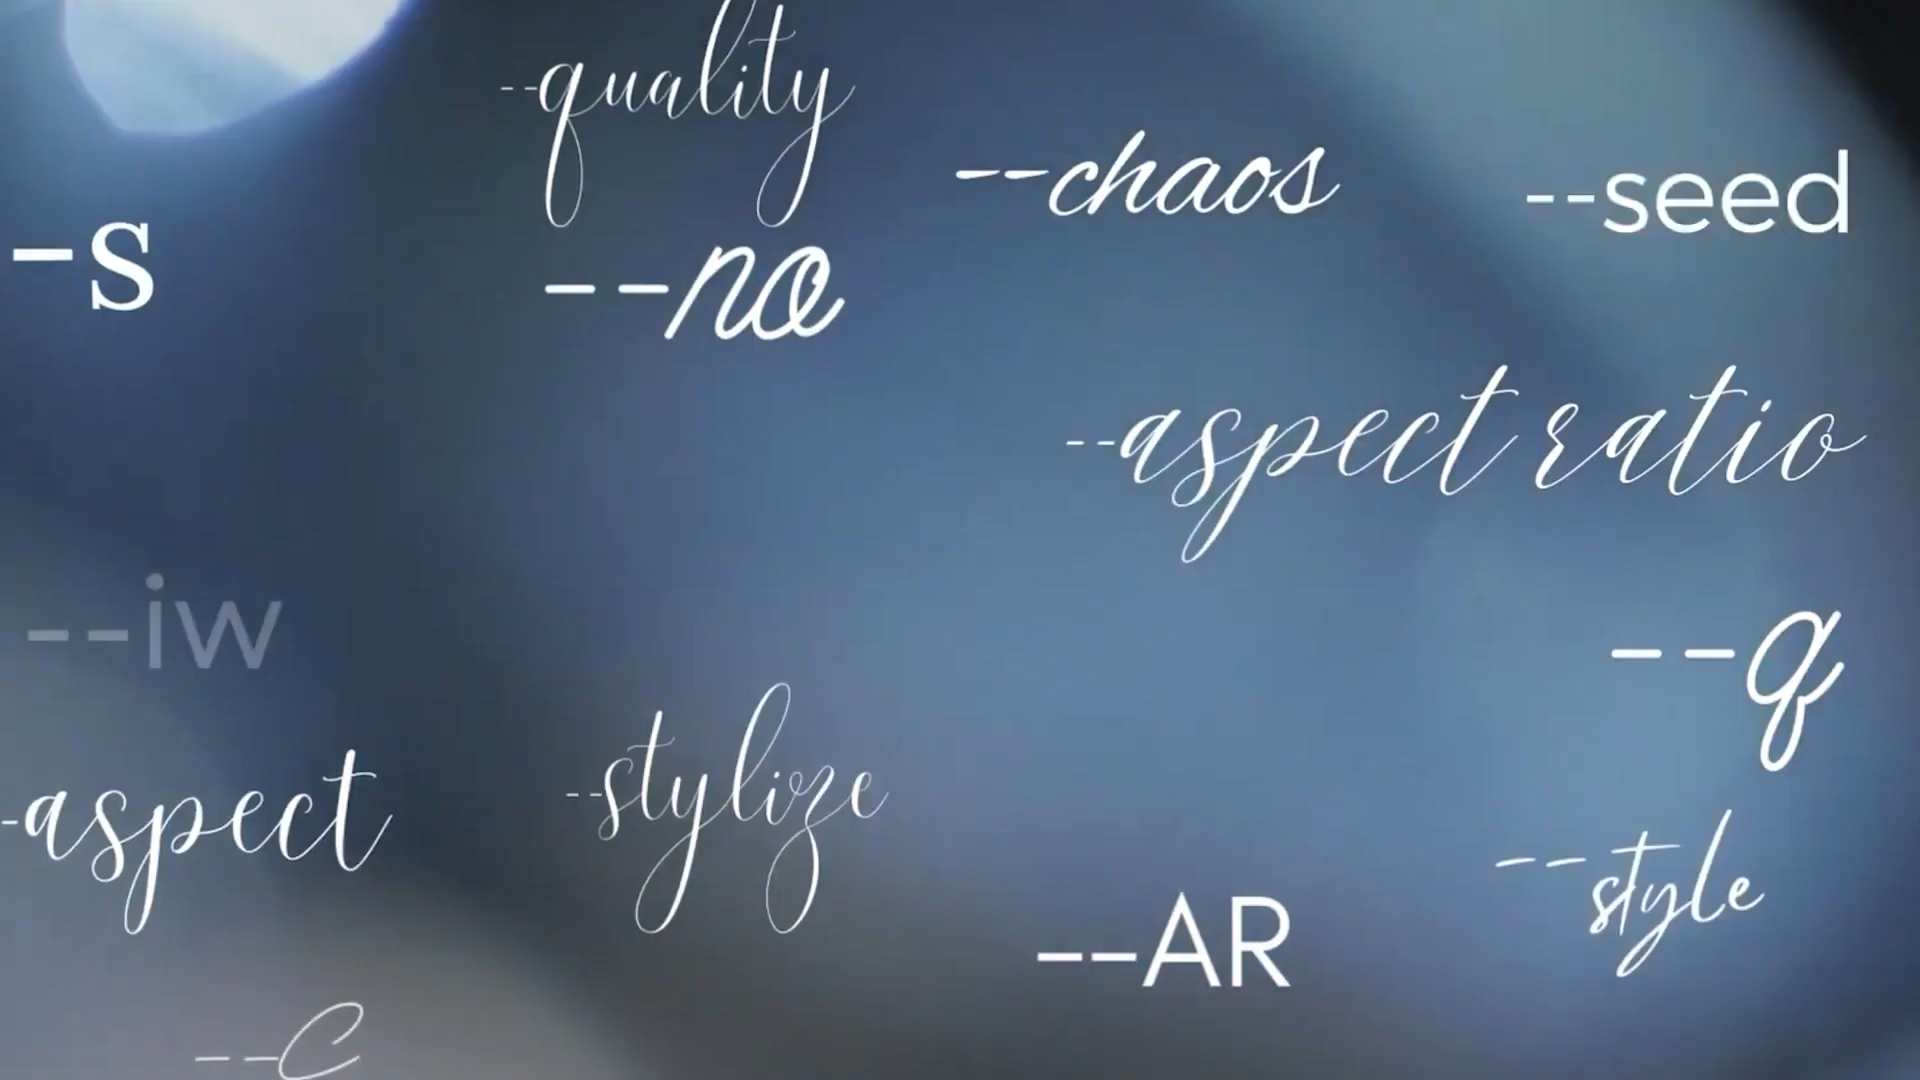 --quality
--chaos
--seed
-s
--no
--aspect ratio
--iw
--q
-aspect
--stylize
--style
--AR
--C